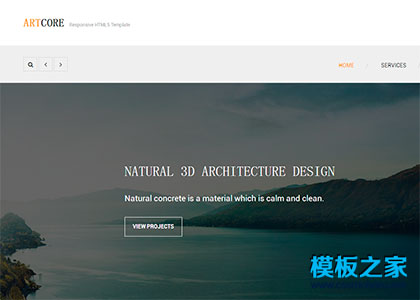 ARTCORE Responsive HTML5 Template
HOME / SERVICES
NATURAL 3D ARCHITECTURE DESIGN
Natural concrete is a material which is calm and clean.
VIEW PROJECTS
模板之家